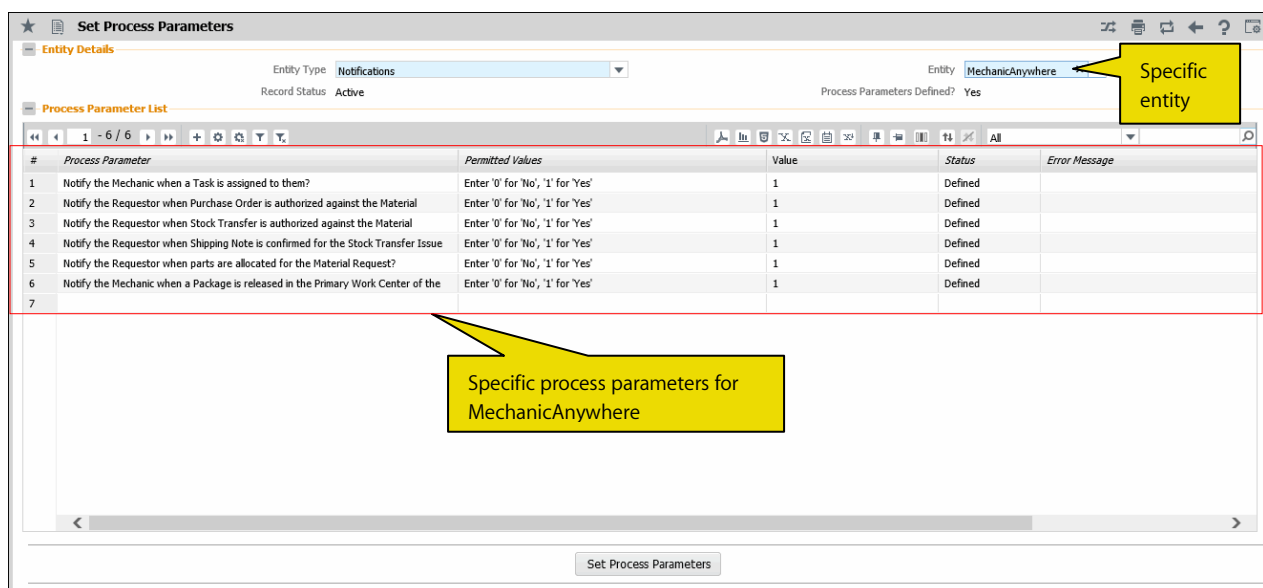 Set Process Parameters
Entity Details
Entity Type Notifications Entity MechanicAnywhere
Record Status Active Process Parameters Defined? Yes
Specific
entity
Process Parameter List
1 - 6 / 6 All
# Process Parameter Permitted Values Value Status Error Message
1 Notify the Mechanic when a Task is assigned to them? Enter '0' for 'No', '1' for 'Yes' 1 Defined
2 Notify the Requestor when Purchase Order is authorized against the Material Enter '0' for 'No', '1' for 'Yes' 1 Defined
3 Notify the Requestor when Stock Transfer is authorized against the Material Enter '0' for 'No', '1' for 'Yes' 1 Defined
4 Notify the Requestor when Shipping Note is confirmed for the Stock Transfer Issue Enter '0' for 'No', '1' for 'Yes' 1 Defined
5 Notify the Requestor when parts are allocated for the Material Request? Enter '0' for 'No', '1' for 'Yes' 1 Defined
6 Notify the Mechanic when a Package is released in the Primary Work Center of the Enter '0' for 'No', '1' for 'Yes' 1 Defined
7
Specific process parameters for
MechanicAnywhere
Set Process Parameters